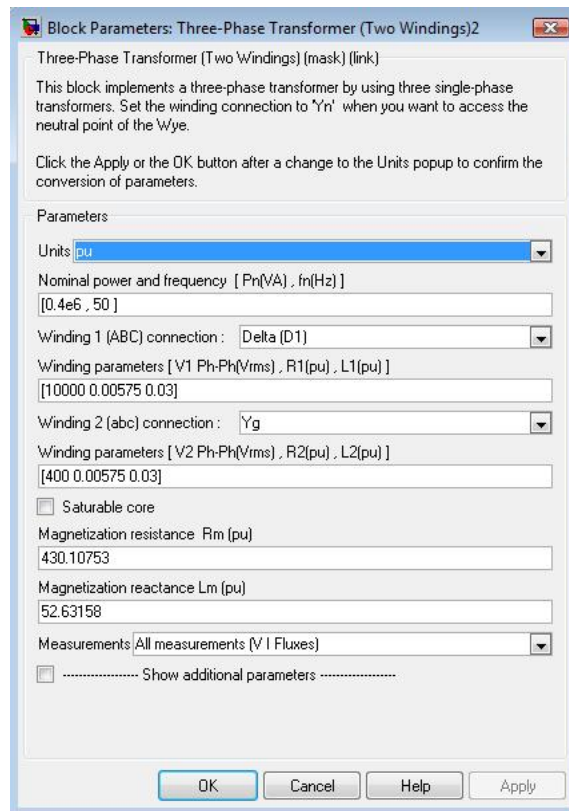 Block Parameters: Three-Phase Transformer (Two Windings)2
Three-Phase Transformer (Two Windings) (mask) (link)
This block implements a three-phase transformer by using three single-phase
transformers. Set the winding connection to 'Yn' when you want to access the
neutral point of the Wye.
Click the Apply or the OK button after a change to the Units popup to confirm the
conversion of parameters.
Parameters
Units pu
Nominal power and frequency [ Pn(VA) , fn(Hz) ]
[0.4e6 , 50 ]
Winding 1 (ABC) connection : Delta (D1)
Winding parameters [ V1 Ph-Ph(Vrms) , R1(pu) , L1(pu) ]
[10000 0.00575 0.03]
Winding 2 (abc) connection : Yg
Winding parameters [ V2 Ph-Ph(Vrms) , R2(pu) , L2(pu) ]
[400 0.00575 0.03]
Saturable core
Magnetization resistance Rm (pu)
430.10753
Magnetization reactance Lm (pu)
52.63158
Measurements All measurements (V I Fluxes)
------------------ Show additional parameters ------------------
OK Cancel Help Apply